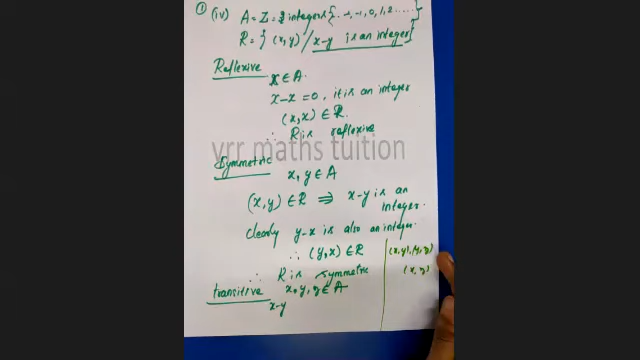 ① (iv) A = Z = { integers { .. -1, -1, 0, 1, 2 .....}
R = { (x, y) / x-y is an integer}
Reflexive
x ∈ A.
x-x = 0, it is an integer
(x, x) ∈ R.
∴ R is reflexive
yrr maths tuition
Symmetric
x, y ∈ A
(x, y) ∈ R ⇒ x-y is an
integer.
clearly y-x is also an integer.
∴ (y, x) ∈ R
(x, y), (y, z)
∴ R is symmetric
(x, z)
transitive x, y, z ∈ A
x-y